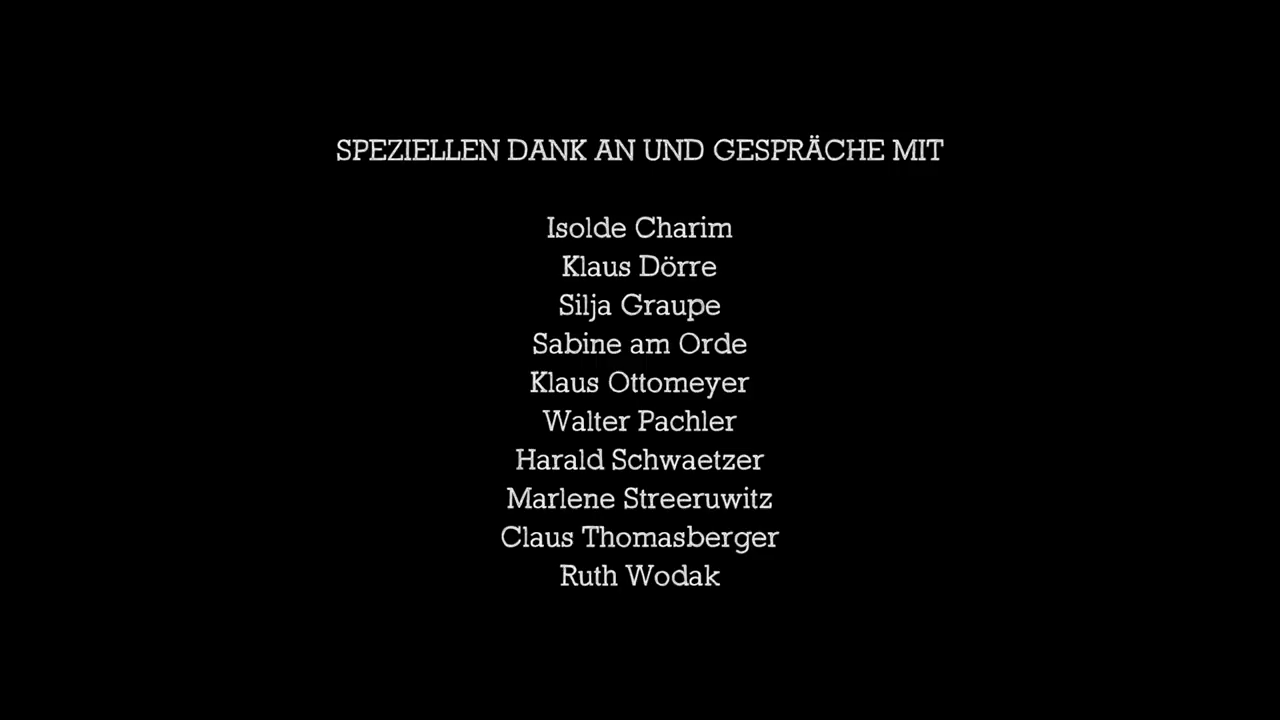 SPEZIELLEN DANK AN UND GESPRÄCHE MIT
Isolde Charim
Klaus Dörre
Silja Graupe
Sabine am Orde
Klaus Ottomeyer
Walter Pachler
Harald Schwaetzer
Marlene Streeruwitz
Claus Thomasberger
Ruth Wodak